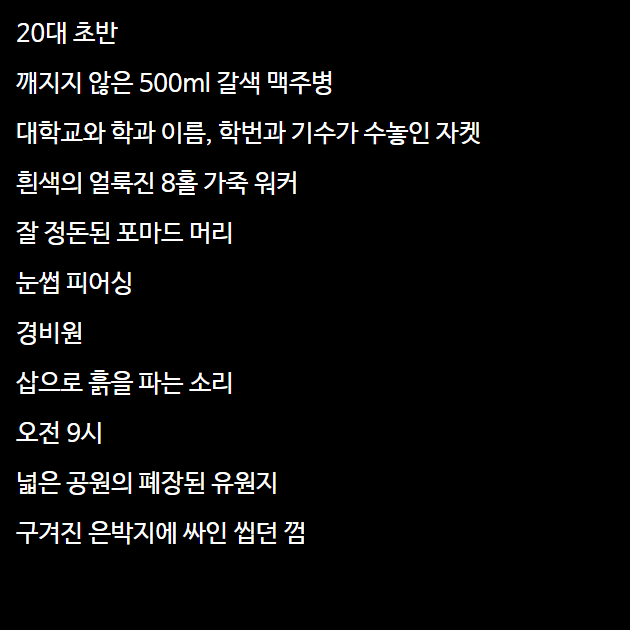 20대 초반
깨지지 않은 500ml 갈색 맥주병
대학교와 학과 이름, 학번과 기수가 수놓인 자켓
흰색의 얼룩진 8홀 가죽 워커
잘 정돈된 포마드 머리
눈썹 피어싱
경비원
삽으로 흙을 파는 소리
오전 9시
넓은 공원의 폐장된 유원지
구겨진 은박지에 싸인 씹던 껌